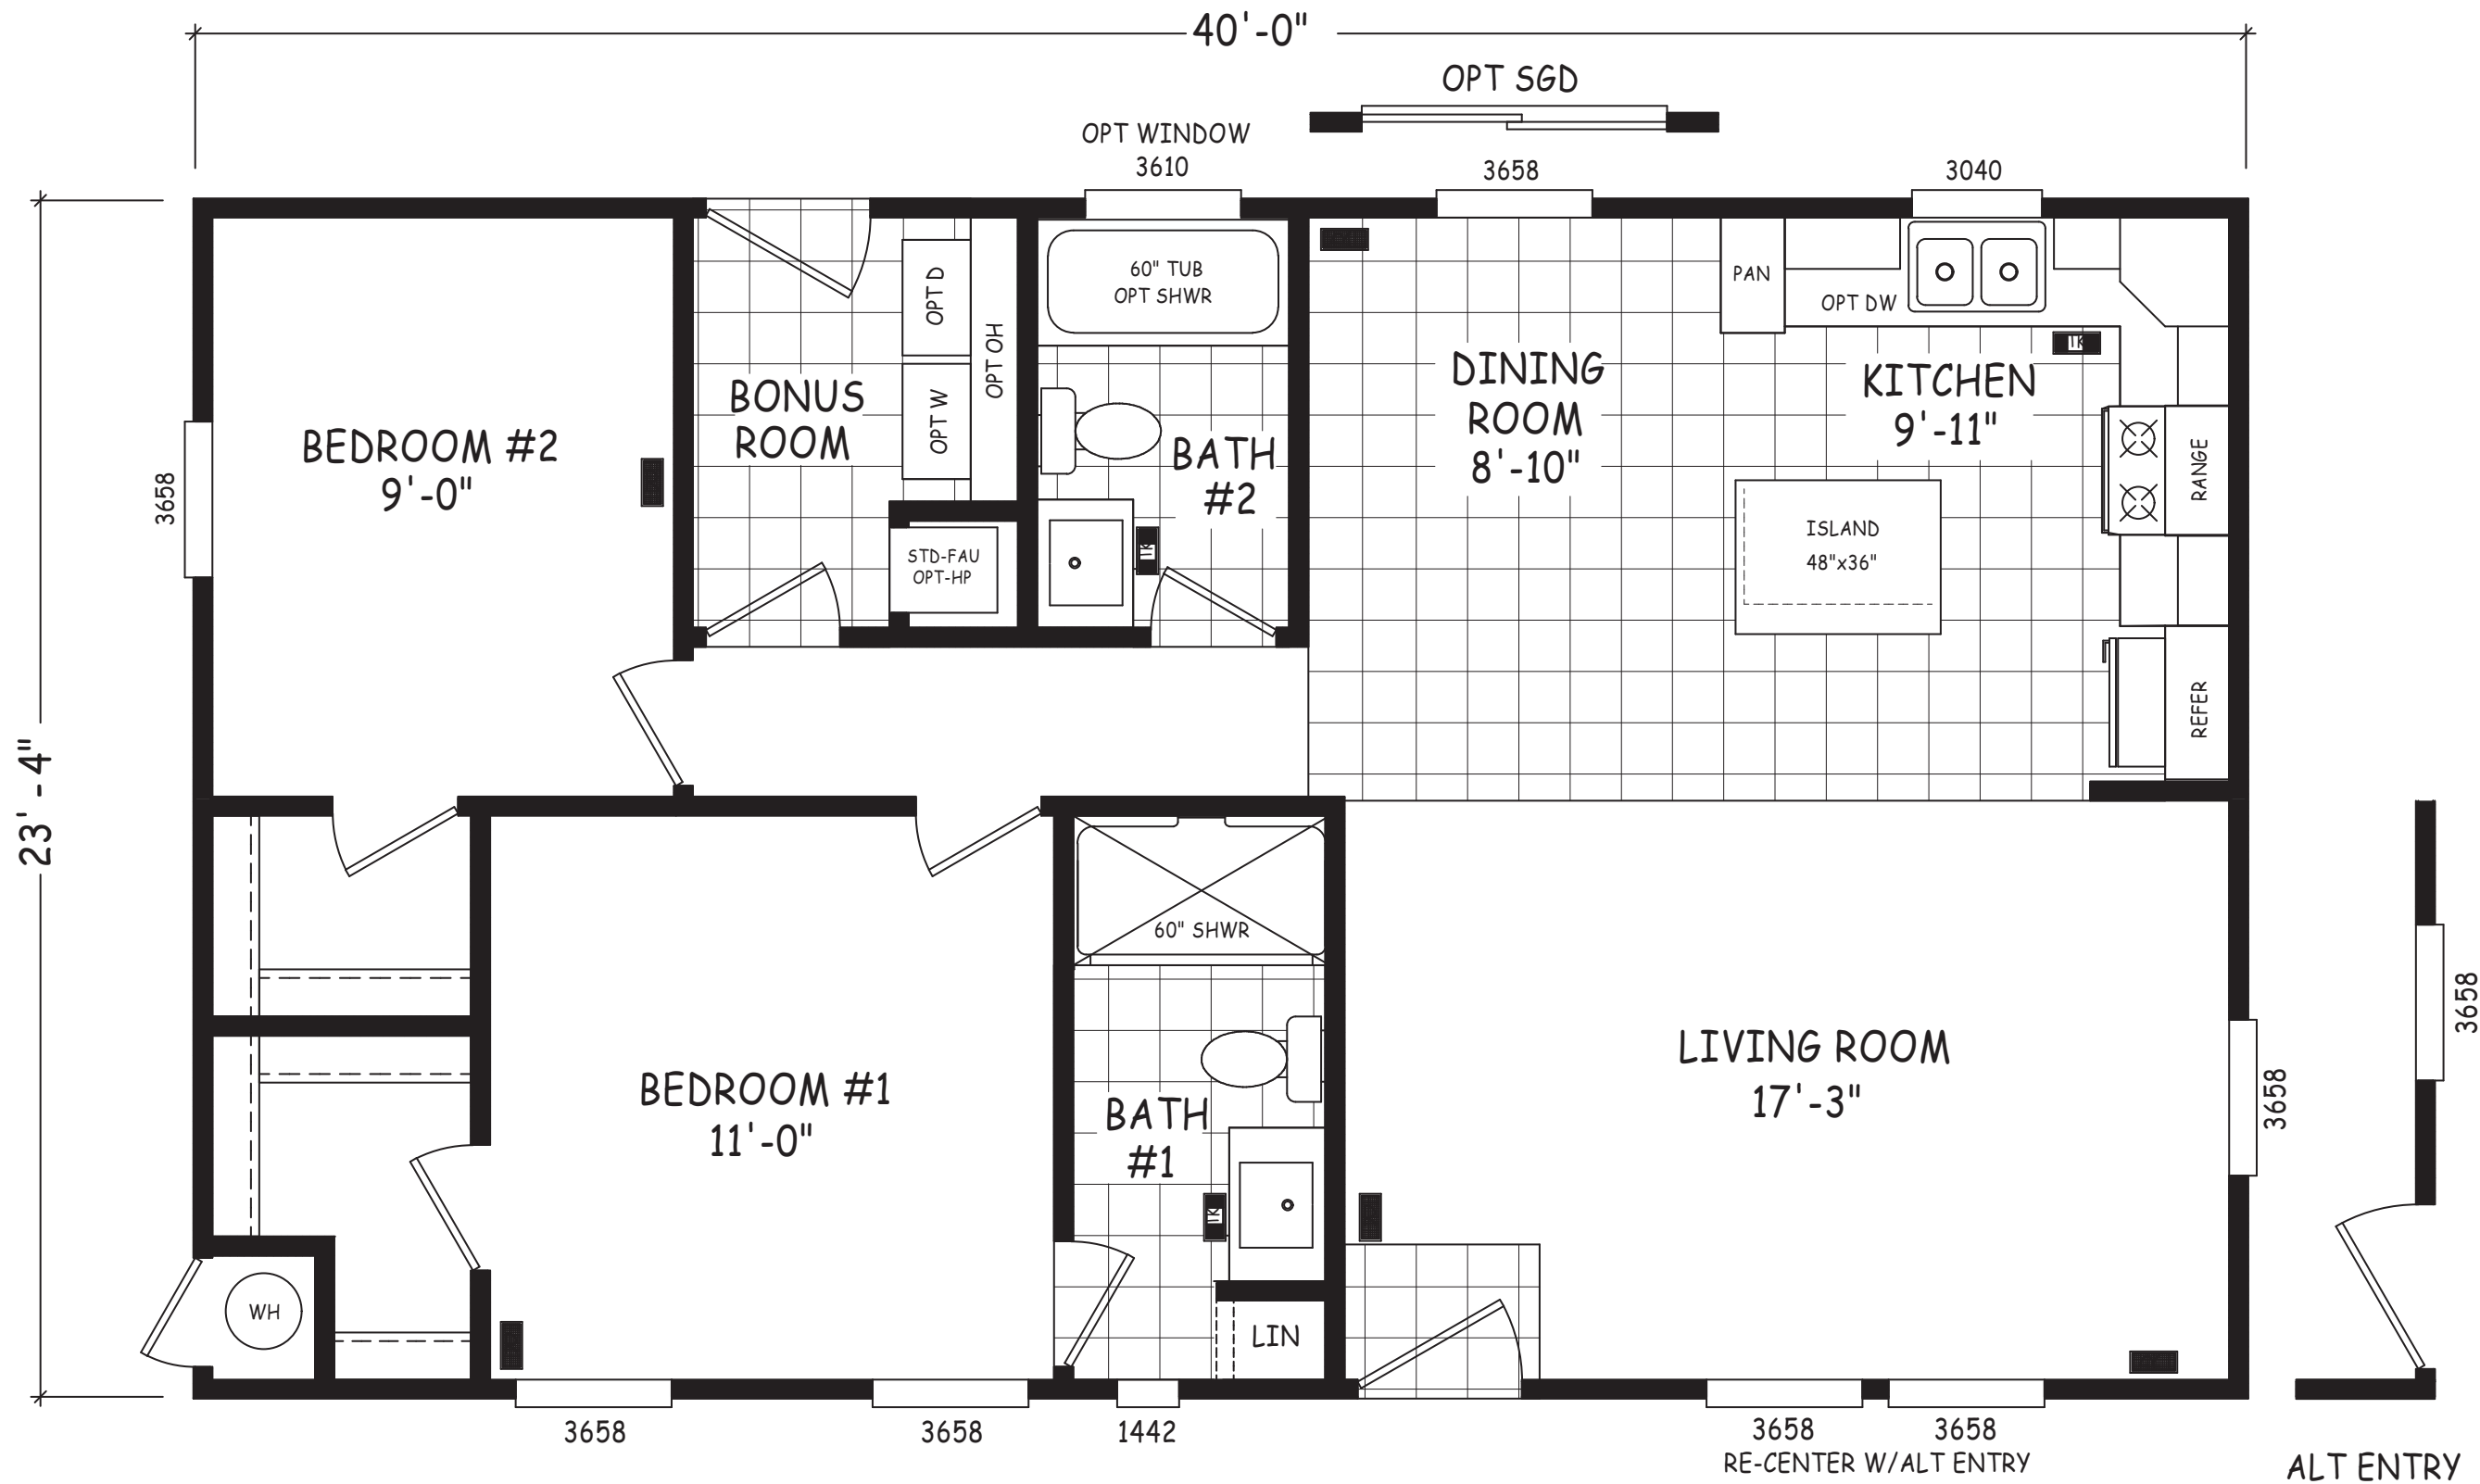 40'-0"
OPT SGD
OPT WINDOW
3610
3658
3040
60" TUB
OPT SHWR
PAN
OPT DW
OPT D
OPT OH
OPT W
BONUS
ROOM
BEDROOM #2
9'-0"
3658
BATH
#2
TK
STD-FAU
OPT-HP
DINING
ROOM
8'-10"
KITCHEN
9'-11"
TK
RANGE
ISLAND
48"x36"
REFER
23'-4"
60" SHWR
BEDROOM #1
11'-0"
BATH
#1
TK
LIN
WH
LIVING ROOM
17'-3"
3658
3658
3658
3658
1442
3658
3658
RE-CENTER W/ALT ENTRY
ALT ENTRY